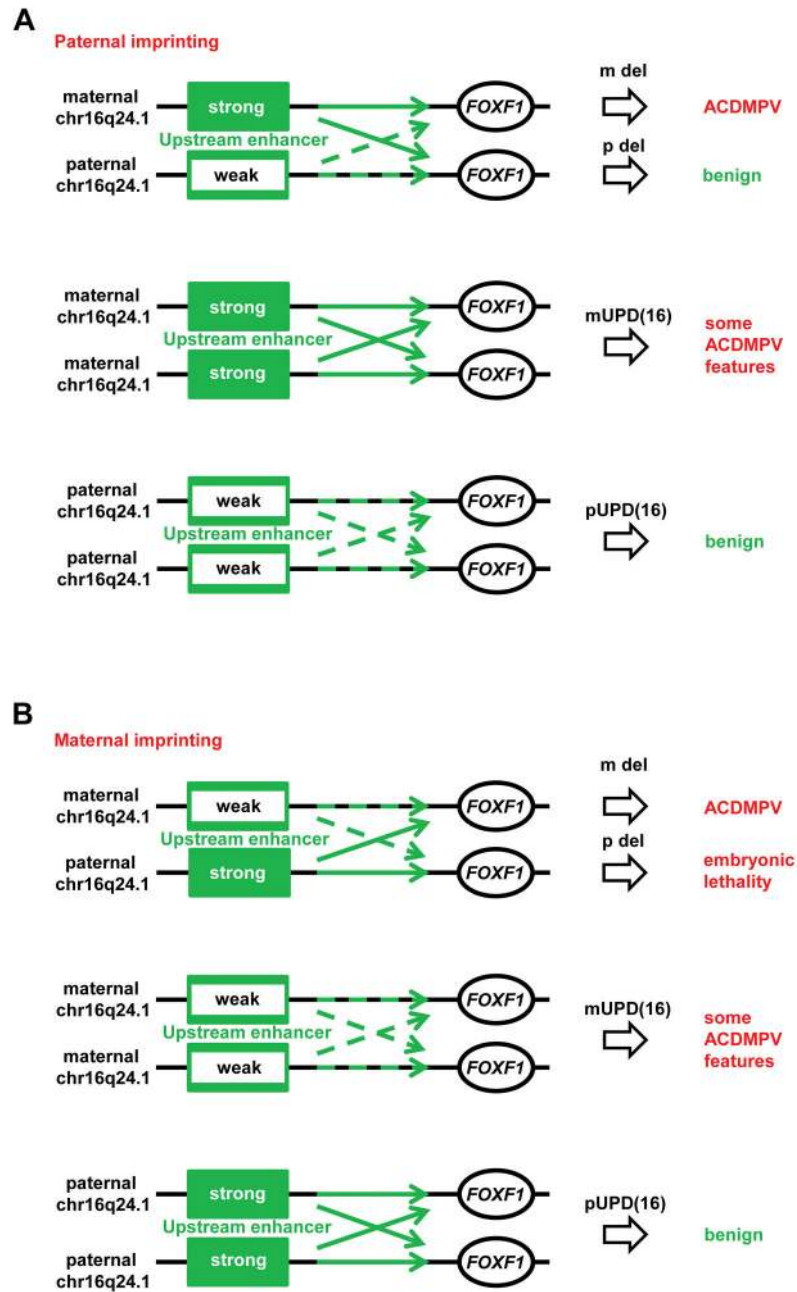 A
Paternal imprinting
maternal
chr16q24.1
strong
FOXF1
m del
ACDMPV
Upstream enhancer
paternal
chr16q24.1
weak
FOXF1
p del
benign
maternal
chr16q24.1
strong
FOXF1
Upstream enhancer
mUPD(16)
some
ACDMPV
features
maternal
chr16q24.1
strong
FOXF1
paternal
chr16q24.1
weak
FOXF1
Upstream enhancer
pUPD(16)
benign
paternal
chr16q24.1
weak
FOXF1
B
Maternal imprinting
maternal
chr16q24.1
weak
FOXF1
m del
ACDMPV
Upstream enhancer
paternal
chr16q24.1
strong
FOXF1
p del
embryonic
lethality
maternal
chr16q24.1
weak
FOXF1
Upstream enhancer
mUPD(16)
some
ACDMPV
features
maternal
chr16q24.1
weak
FOXF1
paternal
chr16q24.1
strong
FOXF1
Upstream enhancer
pUPD(16)
benign
paternal
chr16q24.1
strong
FOXF1